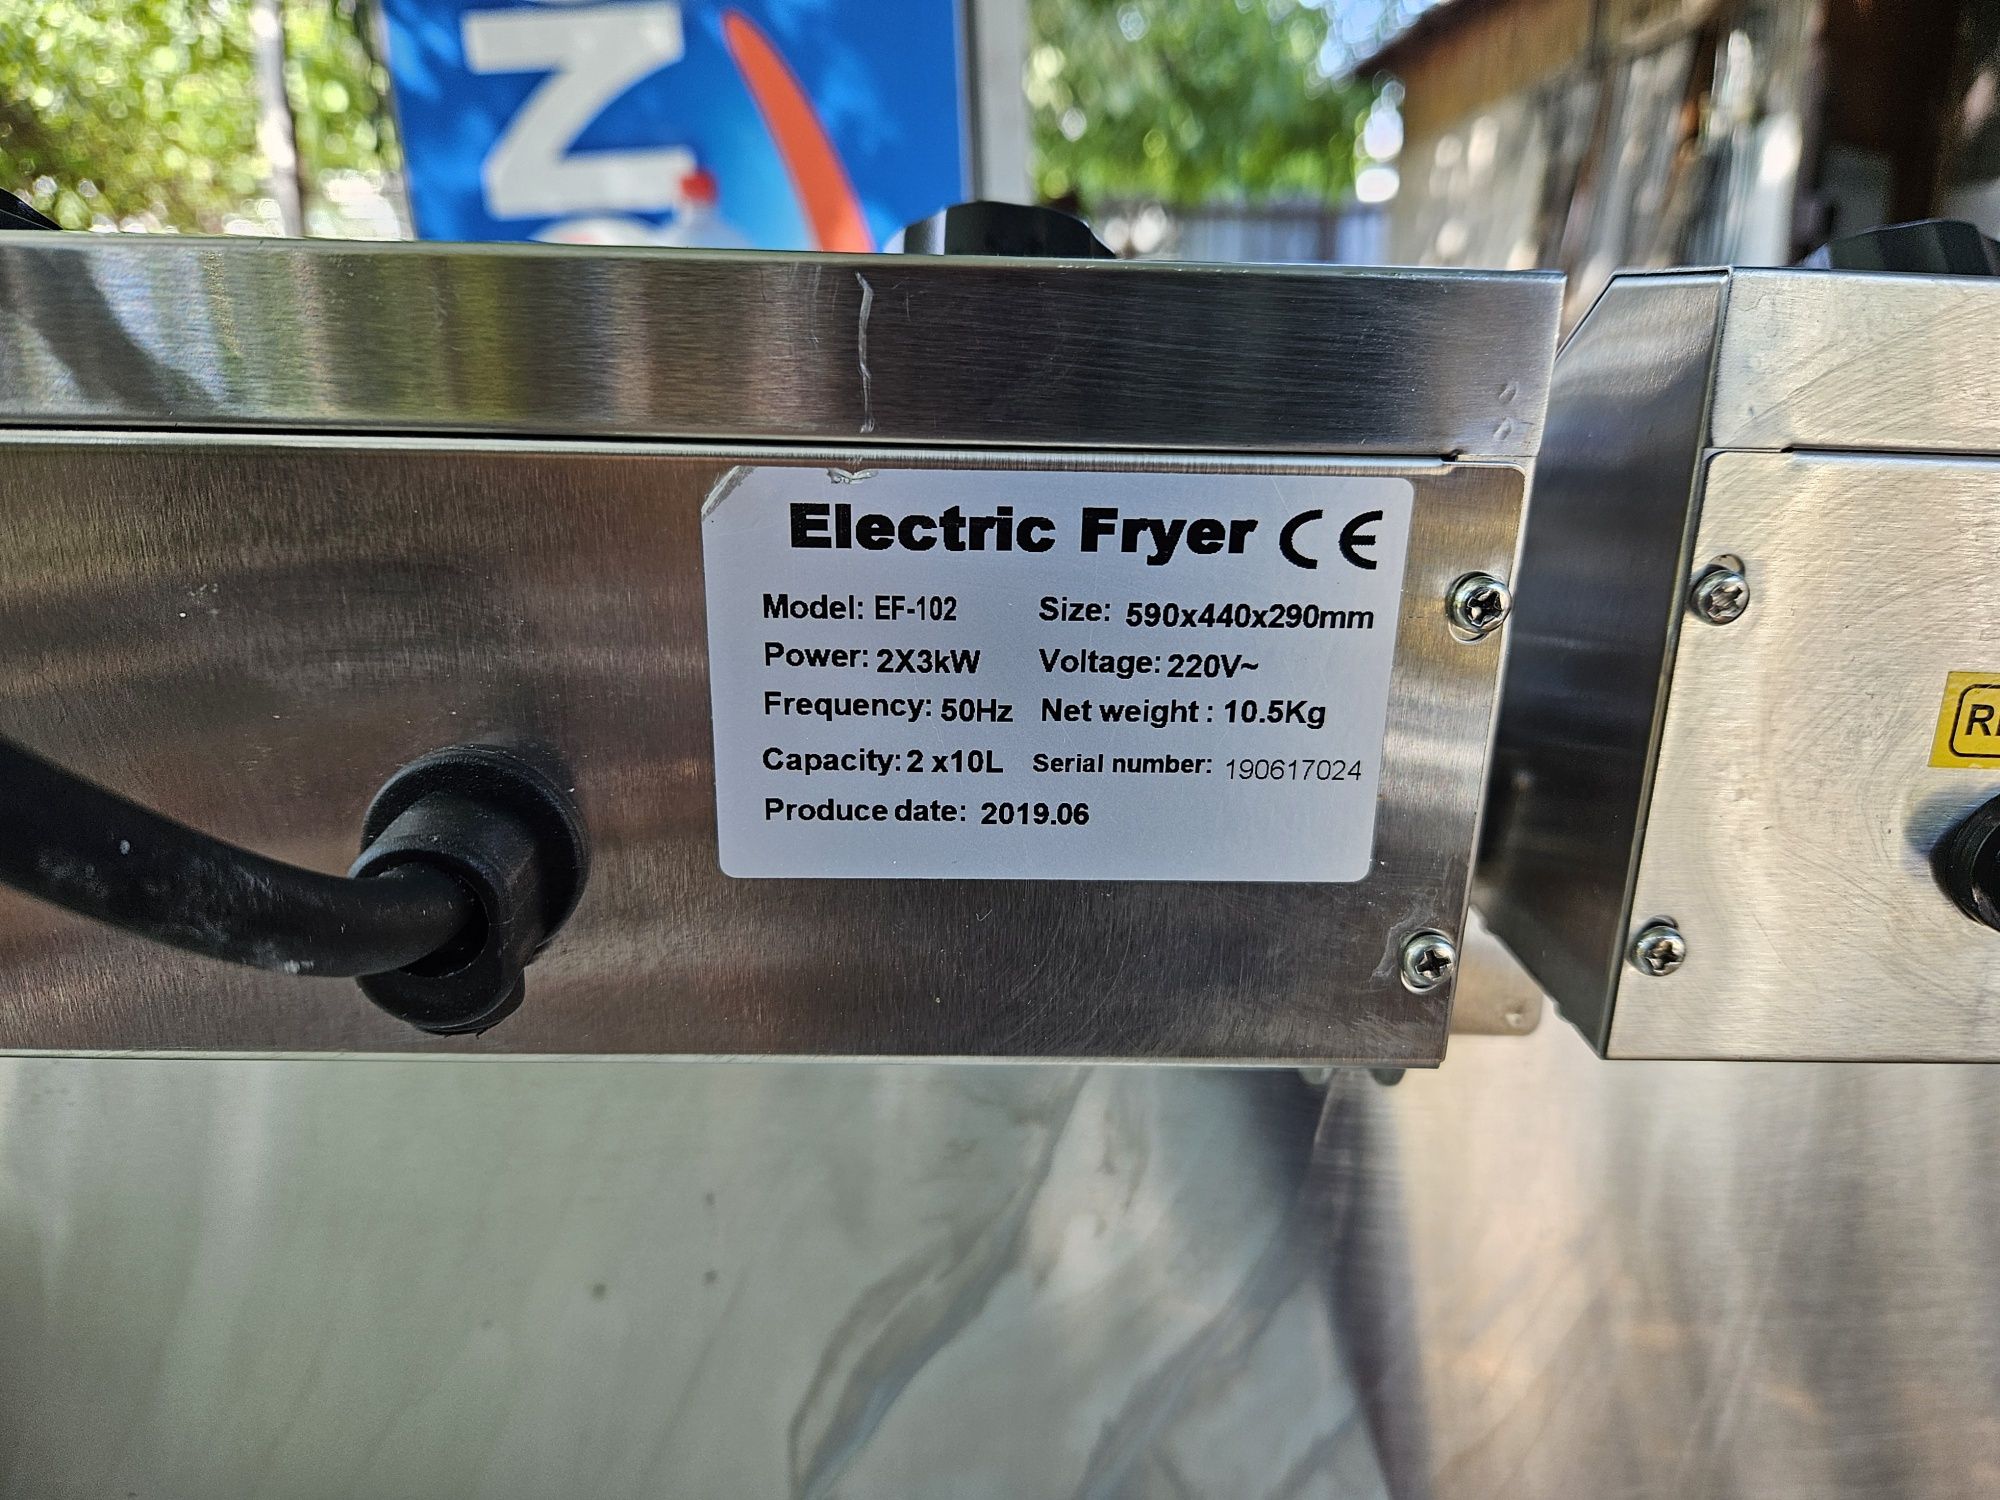 N
Electric Fryer CE
Model: EF-102 Size: 590x440x290mm
Power: 2X3kW Voltage: 220V~
Frequency: 50Hz Net weight : 10.5Kg
Capacity: 2 x10L Serial number: 190617024
Produce date: 2019.06